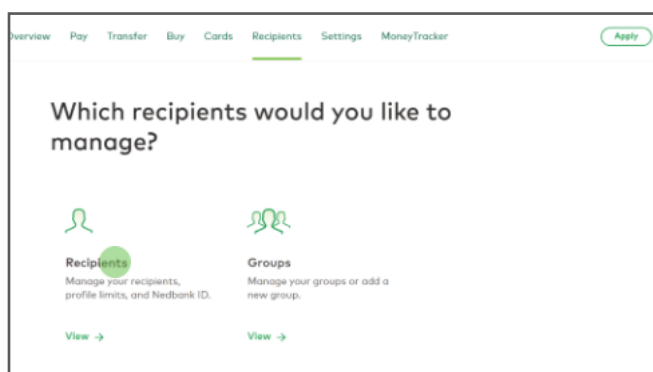 Overview Pay Transfer Buy Cards Recipients Settings MoneyTracker Apply
Which recipients would you like to
manage?
Recipients Groups
Manage your recipients, Manage your groups or add a
profile limits, and Nedbank ID. new group.
View → View →